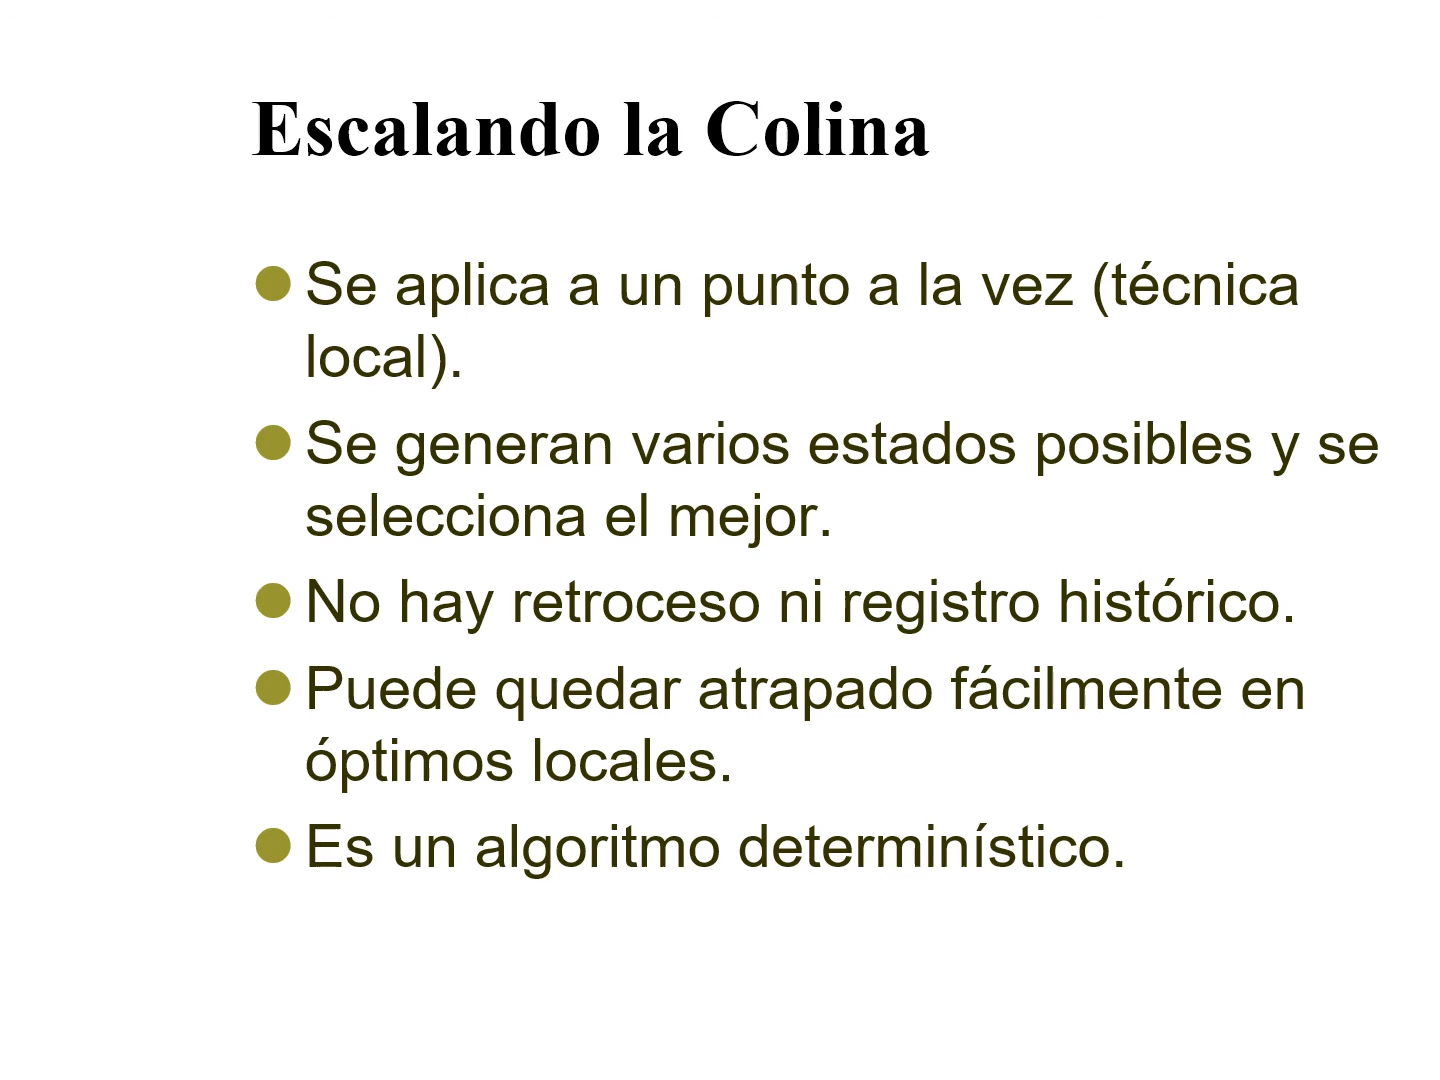 Escalando la Colina
Se aplica a un punto a la vez (técnica
local).
Se generan varios estados posibles y se
selecciona el mejor.
No hay retroceso ni registro histórico.
Puede quedar atrapado fácilmente en
óptimos locales.
Es un algoritmo determinístico.